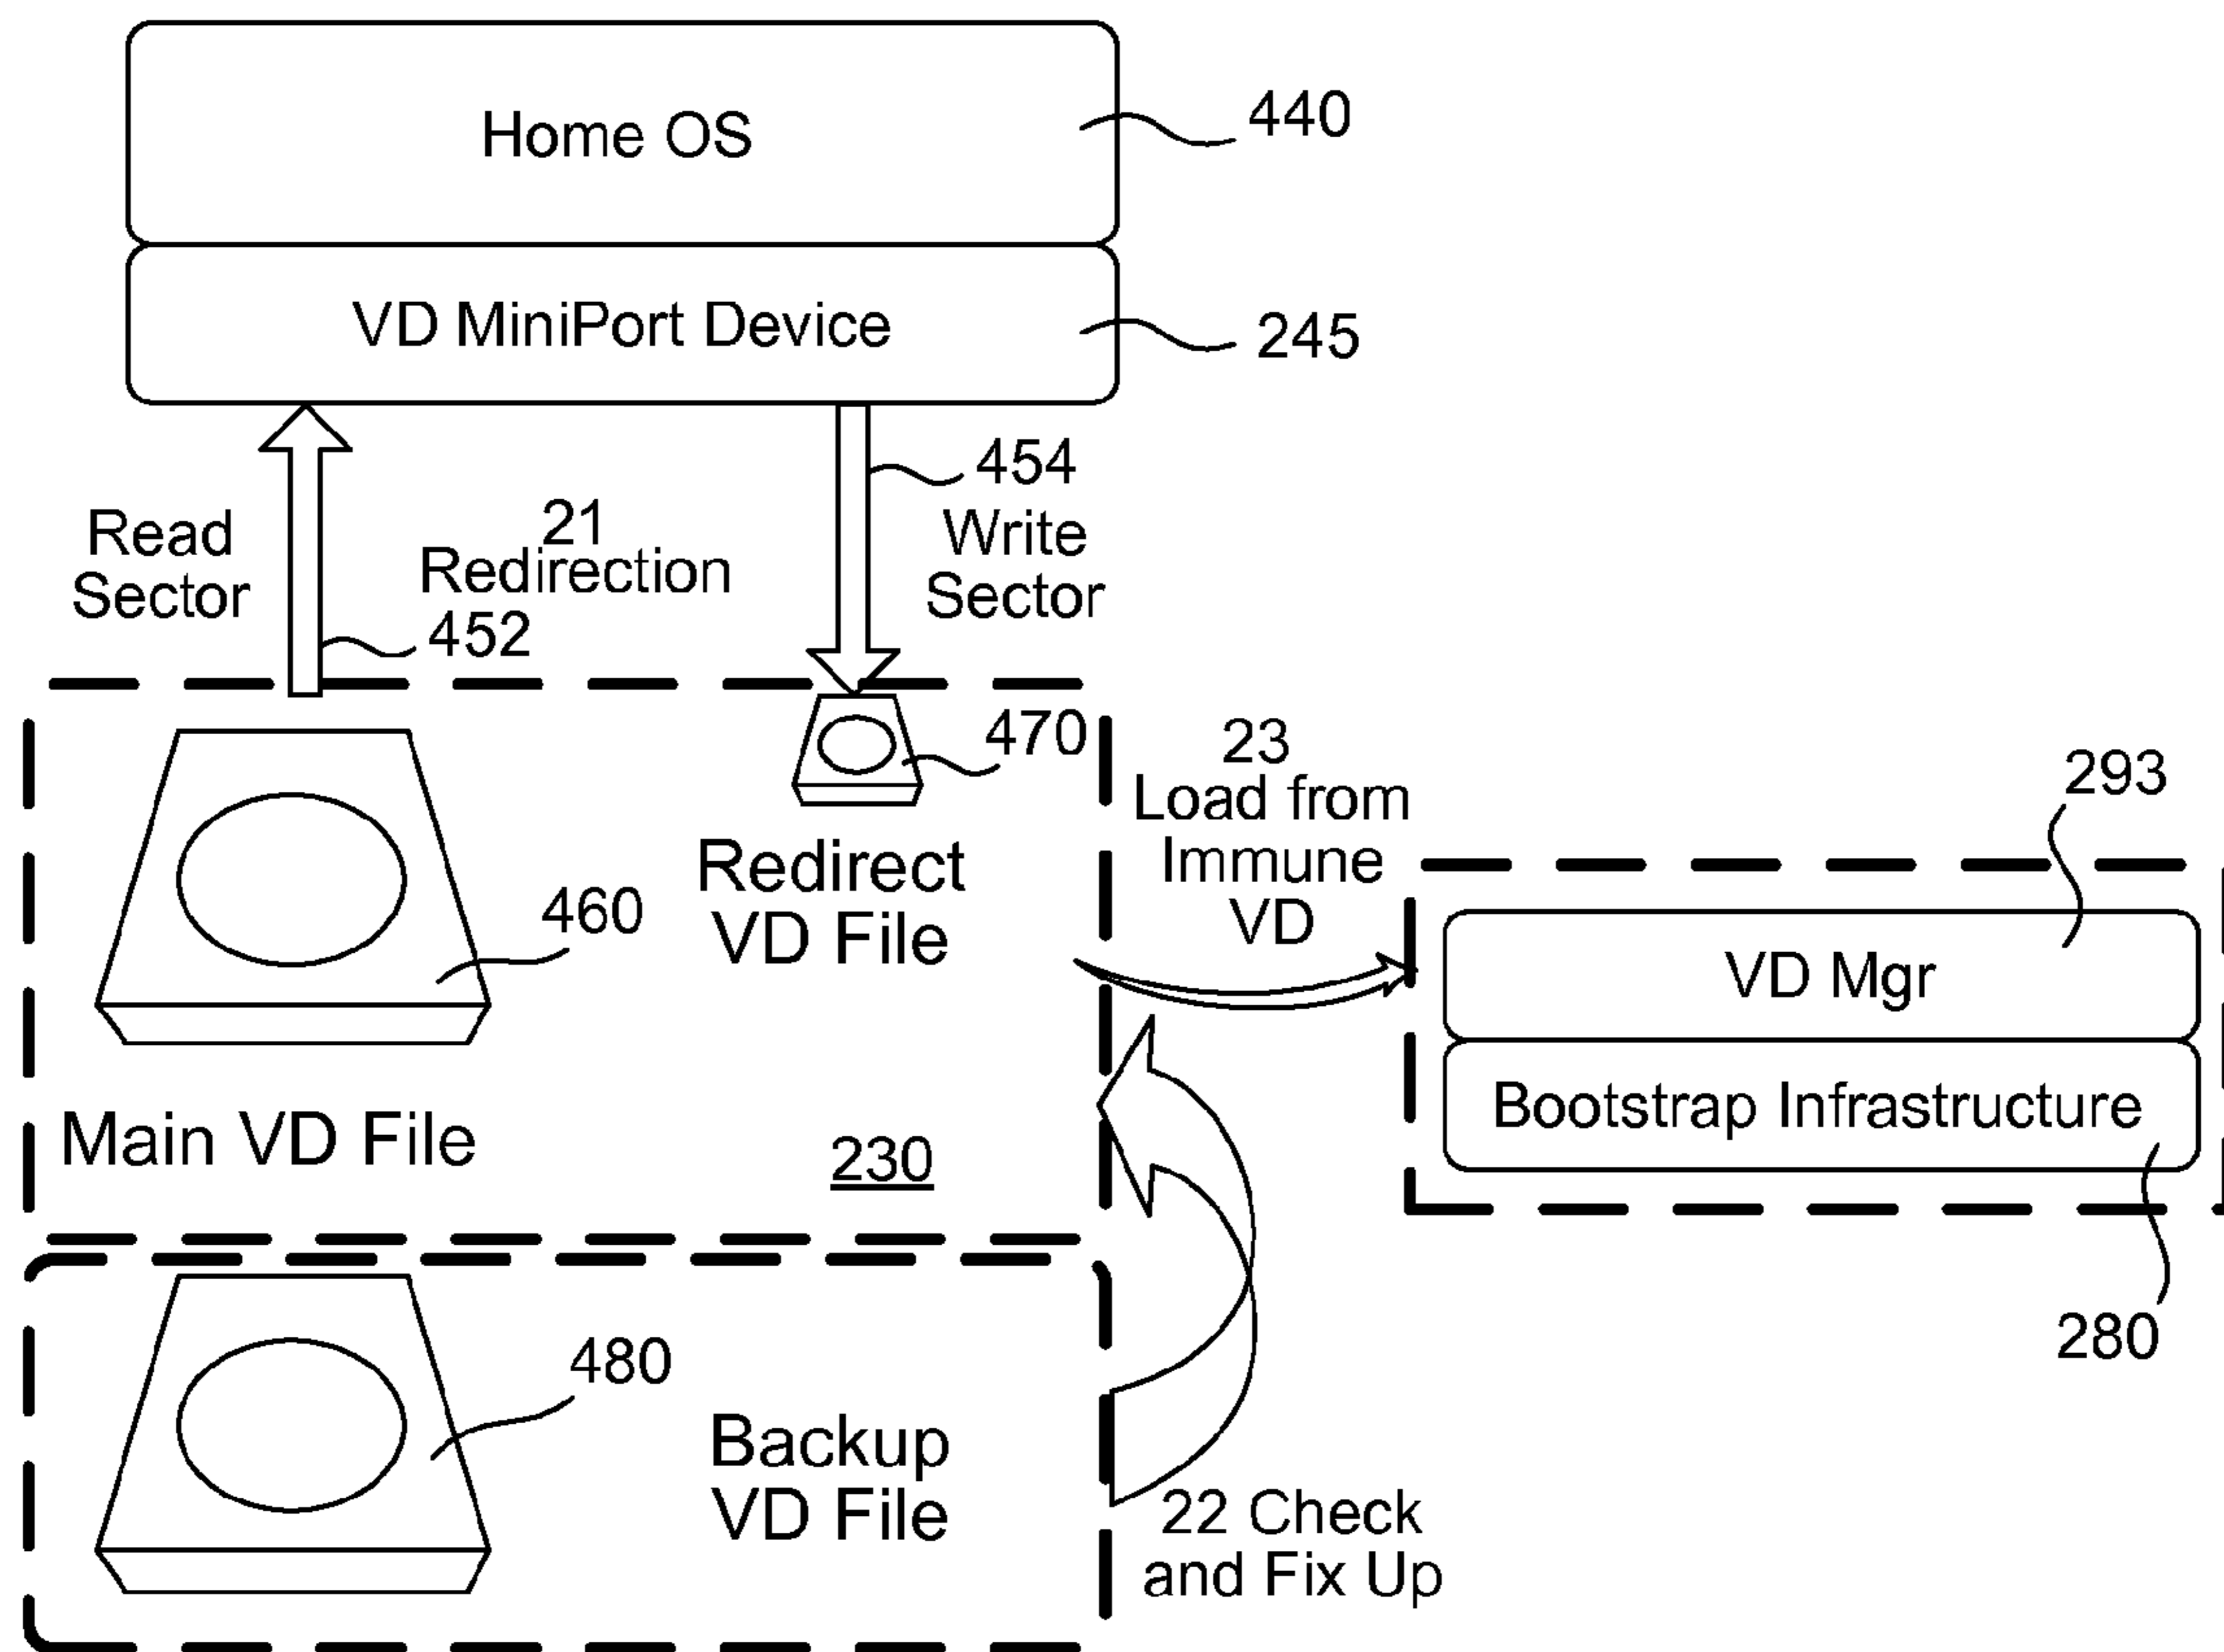 Home OS
440
VD MiniPort Device
245
454
Read
Sector
21
Redirection
452
Write
Sector
470
Redirect
VD File
460
23
Load from
Immune
VD
293
VD Mgr
Bootstrap Infrastructure
280
Main VD File
230
480
Backup
VD File
22 Check
and Fix Up